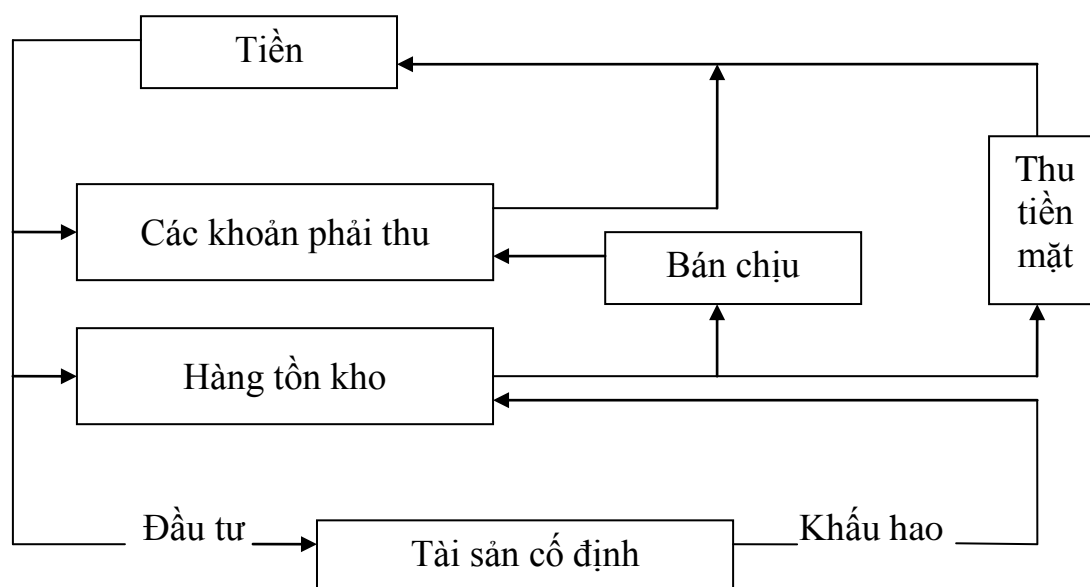 Tiền
Các khoản phải thu
Bán chịu
Thu
tiền
mặt
Hàng tồn kho
Đầu tư
Tài sản cố định
Khấu hao